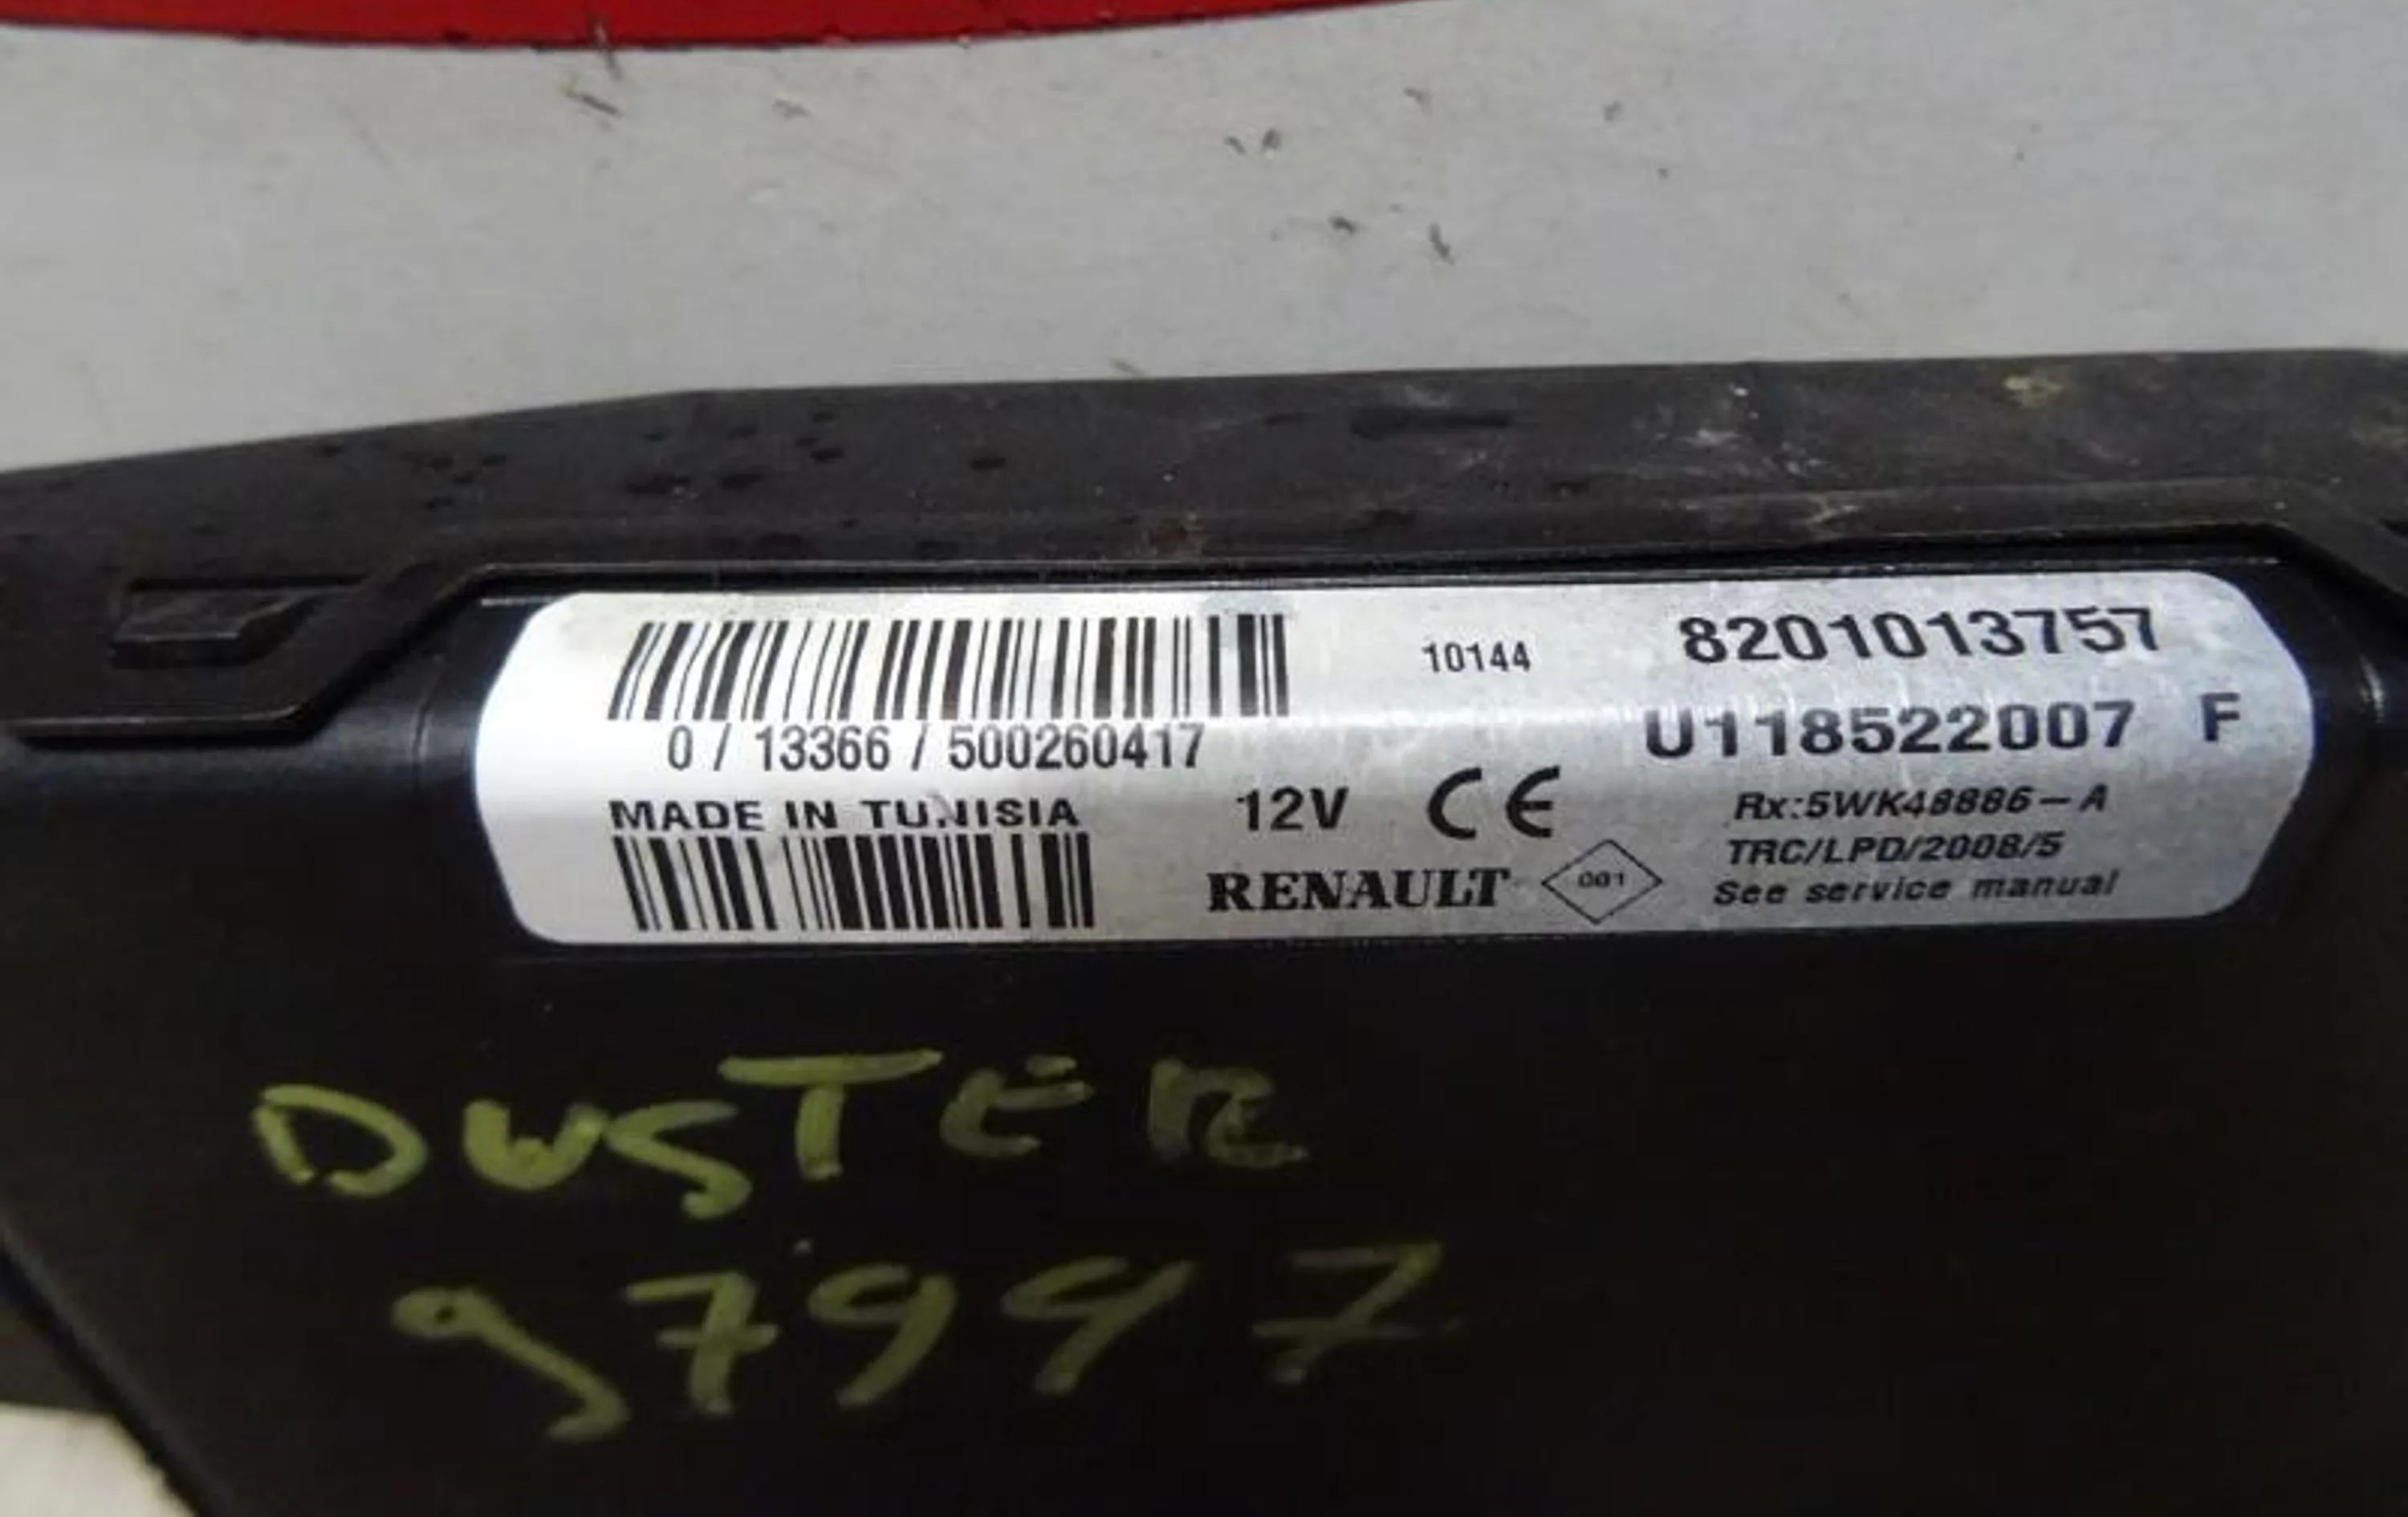 10144 8201013757
0 / 13366 / 500260417 U118522007 F
MADE IN TUNISIA 12V CE Rx:5WK48886-A
TRC/LPD/2008/5
RENAULT 001 See service manual
DUSTER
97997